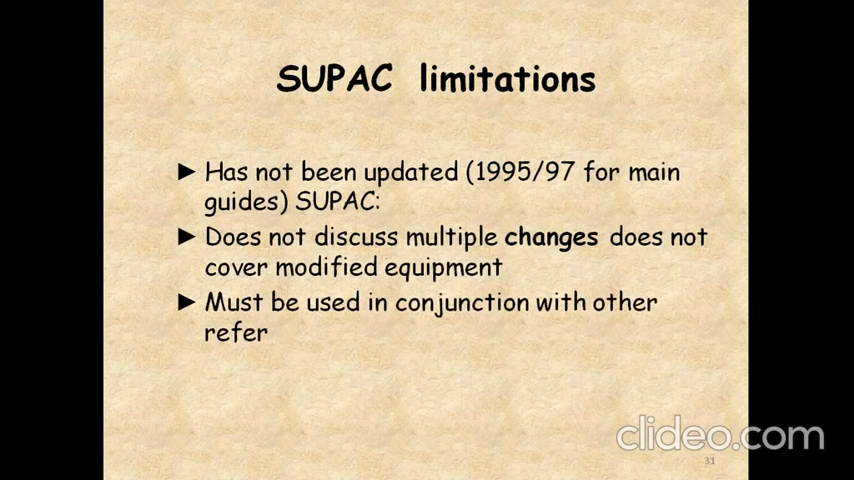 SUPAC limitations
► Has not been updated (1995/97 for main
guides) SUPAC:
► Does not discuss multiple changes does not
cover modified equipment
► Must be used in conjunction with other
refer
clideo.com
31